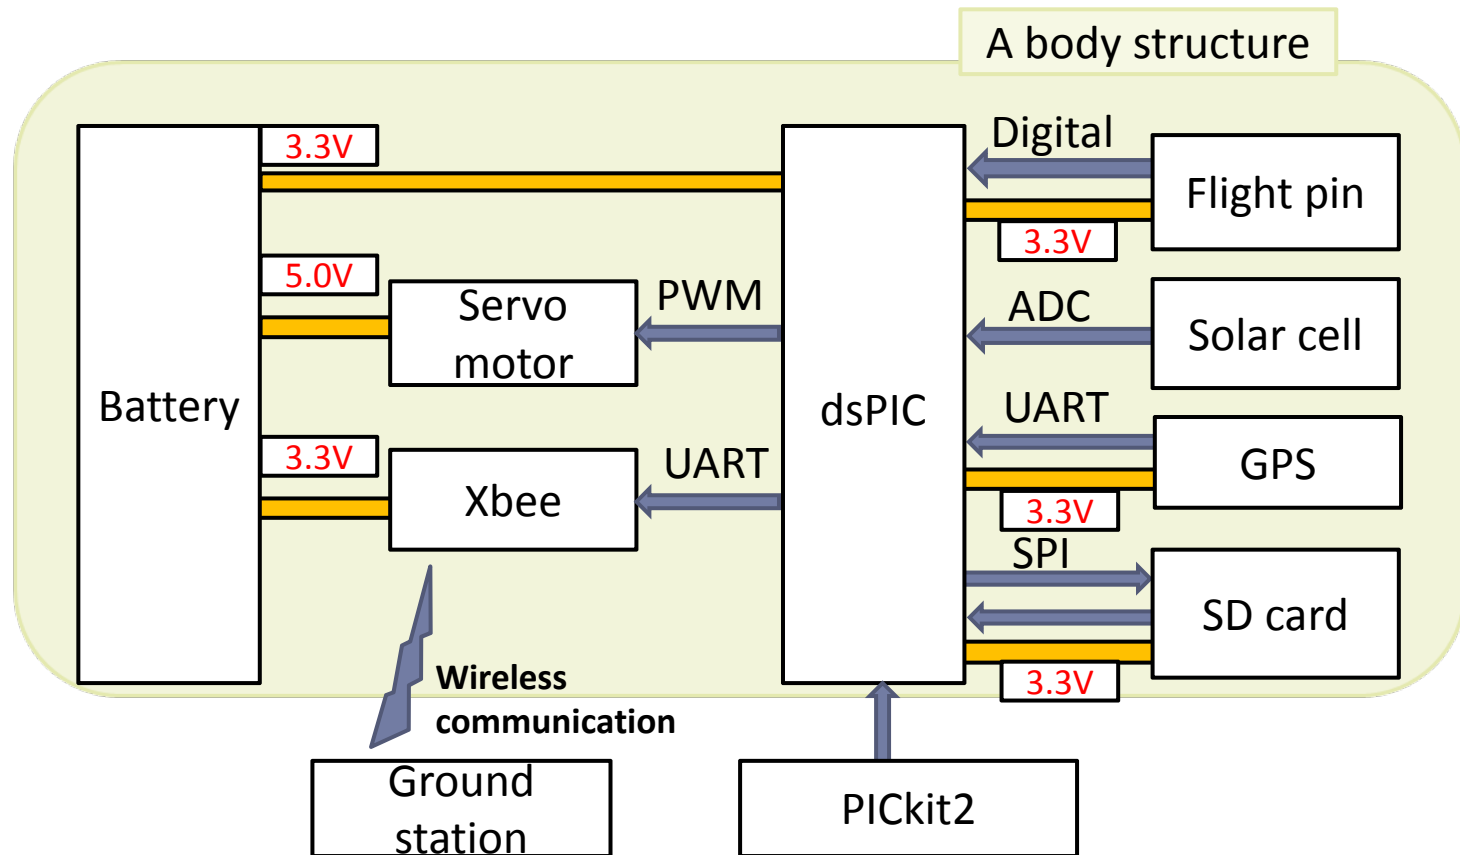 A body structure
3.3V
Digital
Flight pin
3.3V
5.0V
Servo
motor
PWM
ADC
Solar cell
Battery
dsPIC
UART
GPS
3.3V
Xbee
UART
3.3V
SPI
SD card
3.3V
Wireless
communication
Ground
station
PICkit2